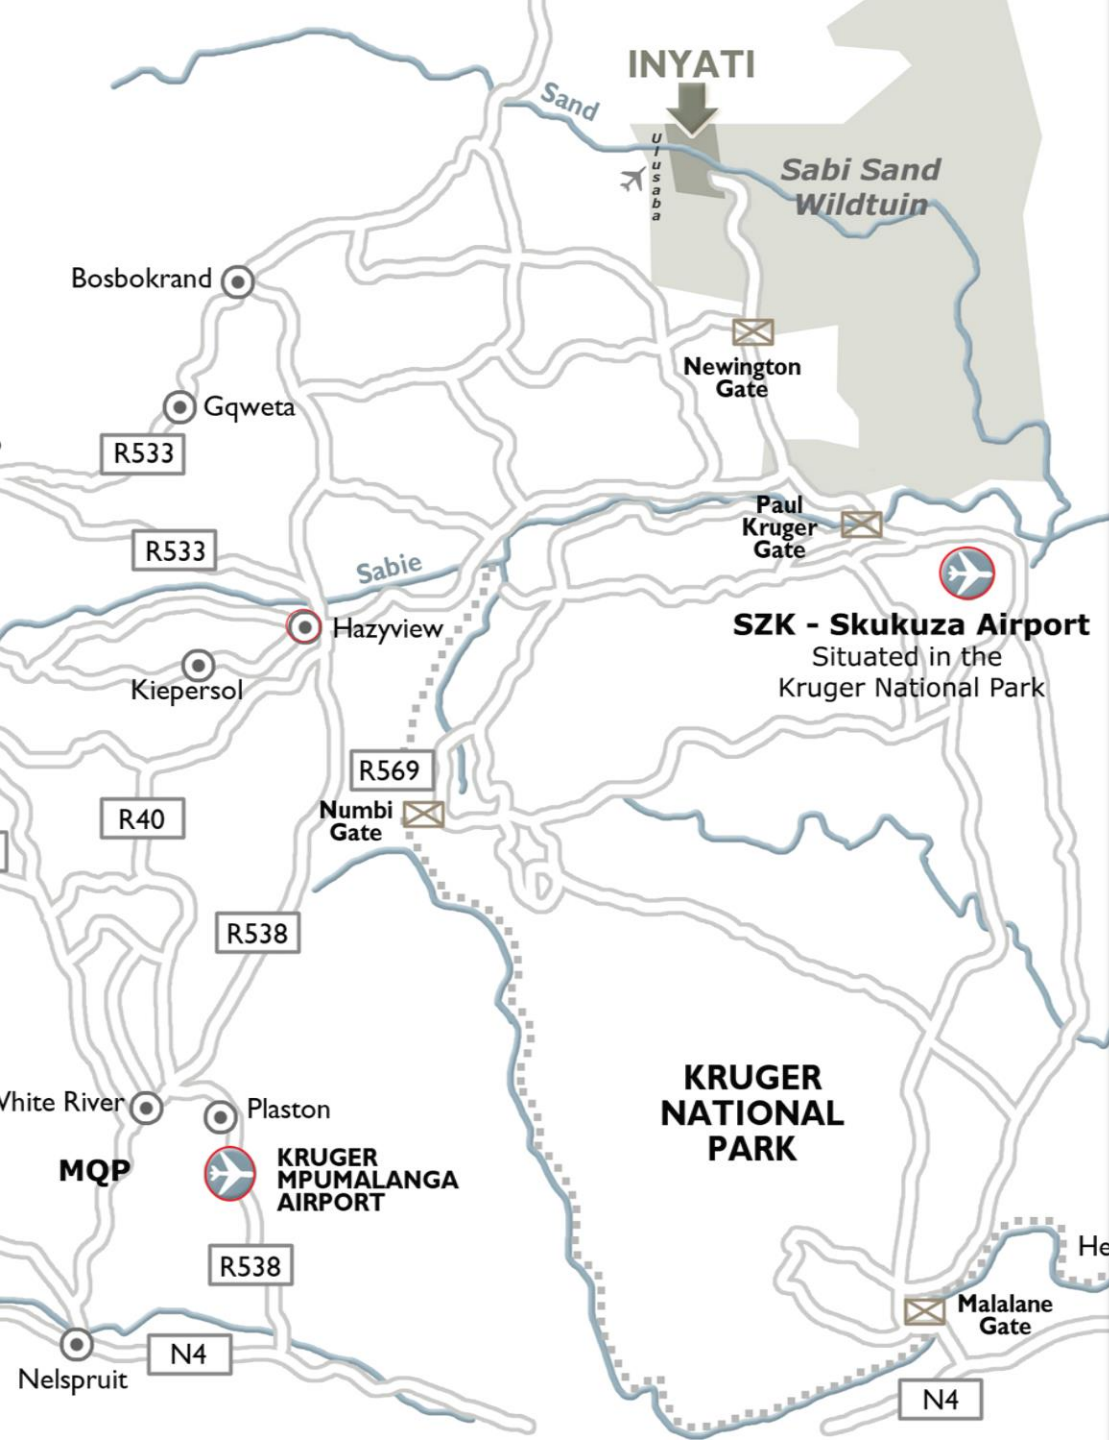 INYATI
Sand
Ulusaba
Sabi Sand
Wildtuin
Bosbokrand
Newington
Gate
Gqweta
R533
Paul
Kruger
Gate
R533
Sabie
SZK - Skukuza Airport
Situated in the
Kruger National Park
Hazyview
Kiepersol
R569
Numbi
Gate
R40
R538
KRUGER
NATIONAL
PARK
White River
Plaston
MQP
KRUGER
MPUMALANGA
AIRPORT
R538
He
Malalane
Gate
N4
Nelspruit
N4